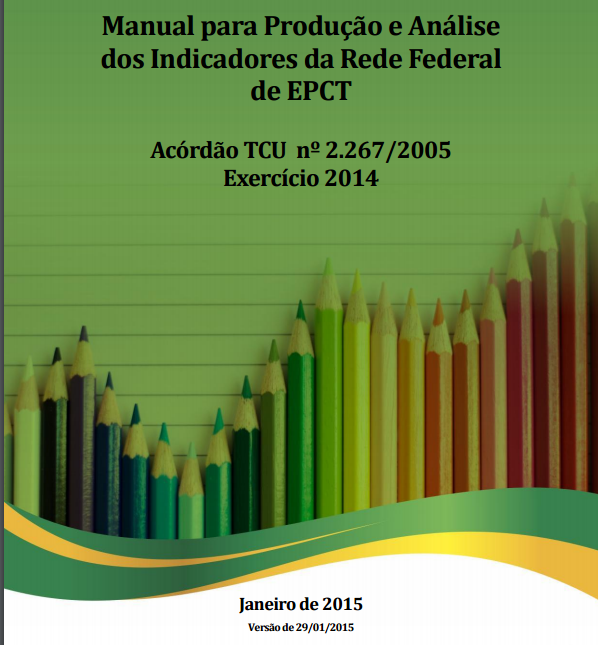 Manual para Produção e Análise
dos Indicadores da Rede Federal
de EPCT
Acórdão TCU nº 2.267/2005
Exercício 2014
Janeiro de 2015
Versão de 29/01/2015